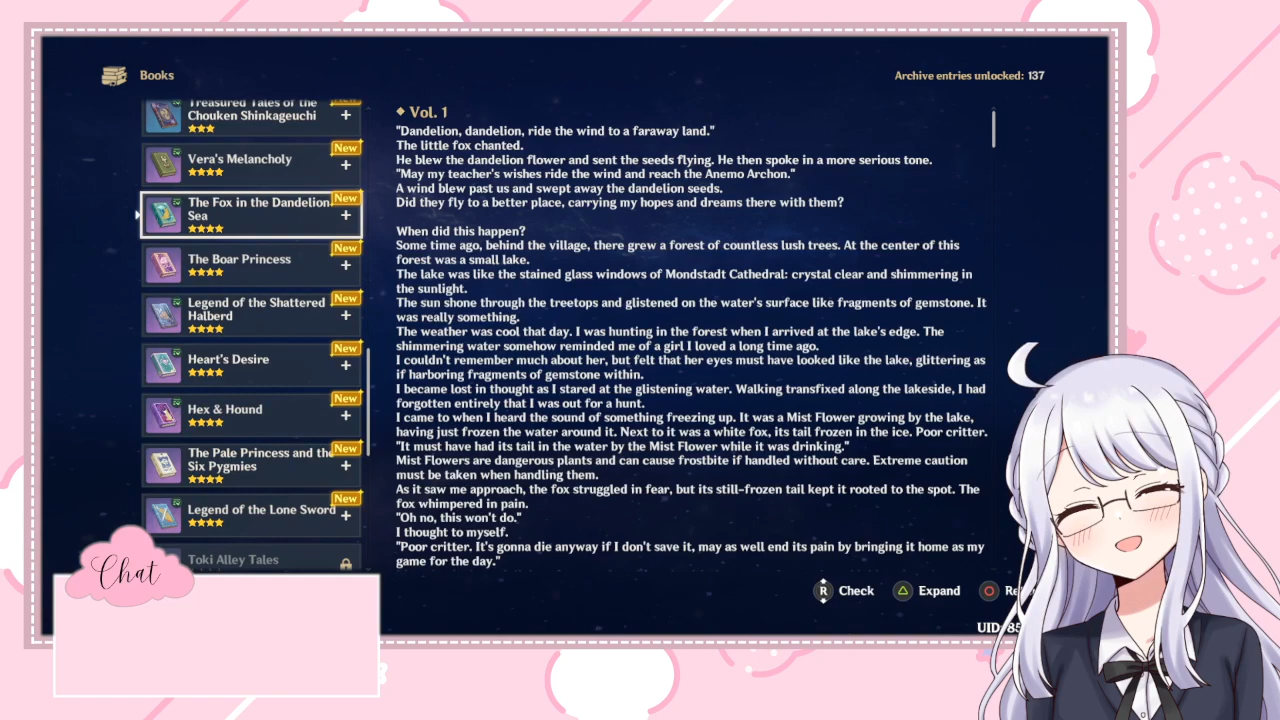 Books
Archive entries unlocked: 137
Treasured Tales of the
Chouken Shinkageuchi
New
Vera's Melancholy
New
The Fox in the Dandelion
Sea
New
The Boar Princess
New
Legend of the Shattered
Halberd
New
Heart's Desire
New
Hex & Hound
New
The Pale Princess and the
Six Pygmies
New
Legend of the Lone Sword
Toki Alley Tales
Vol. 1
"Dandelion, dandelion, ride the wind to a faraway land."
The little fox chanted.
He blew the dandelion flower and sent the seeds flying. He then spoke in a more serious tone.
"May my teacher's wishes ride the wind and reach the Anemo Archon."
A wind blew past us and swept away the dandelion seeds.
Did they fly to a better place, carrying my hopes and dreams there with them?
When did this happen?
Some time ago, behind the village, there grew a forest of countless lush trees. At the center of this
forest was a small lake.
The lake was like the stained glass windows of Mondstadt Cathedral: crystal clear and shimmering in
the sunlight.
The sun shone through the treetops and glistened on the water's surface like fragments of gemstone. It
was really something.
The weather was cool that day. I was hunting in the forest when I arrived at the lake's edge. The
shimmering water somehow reminded me of a girl I loved a long time ago.
I couldn't remember much about her, but felt that her eyes must have looked like the lake, glittering as
if harboring fragments of gemstone within.
I became lost in thought as I stared at the glistening water. Walking transfixed along the lakeside, I had
forgotten entirely that I was out for a hunt.
I came to when I heard the sound of something freezing up. It was a Mist Flower growing by the lake,
having just frozen the water around it. Next to it was a white fox, its tail frozen in the ice. Poor critter.
"It must have had its tail in the water by the Mist Flower while it was drinking."
Mist Flowers are dangerous plants and can cause frostbite if handled without care. Extreme caution
must be taken when handling them.
As it saw me approach, the fox struggled in fear, but its still-frozen tail kept it rooted to the spot. The
fox whimpered in pain.
"Oh no, this won't do."
I thought to myself.
"Poor critter. It's gonna die anyway if I don't save it, may as well end its pain by bringing it home as my
game for the day."
R Check
Expand
UID: 85
Chat